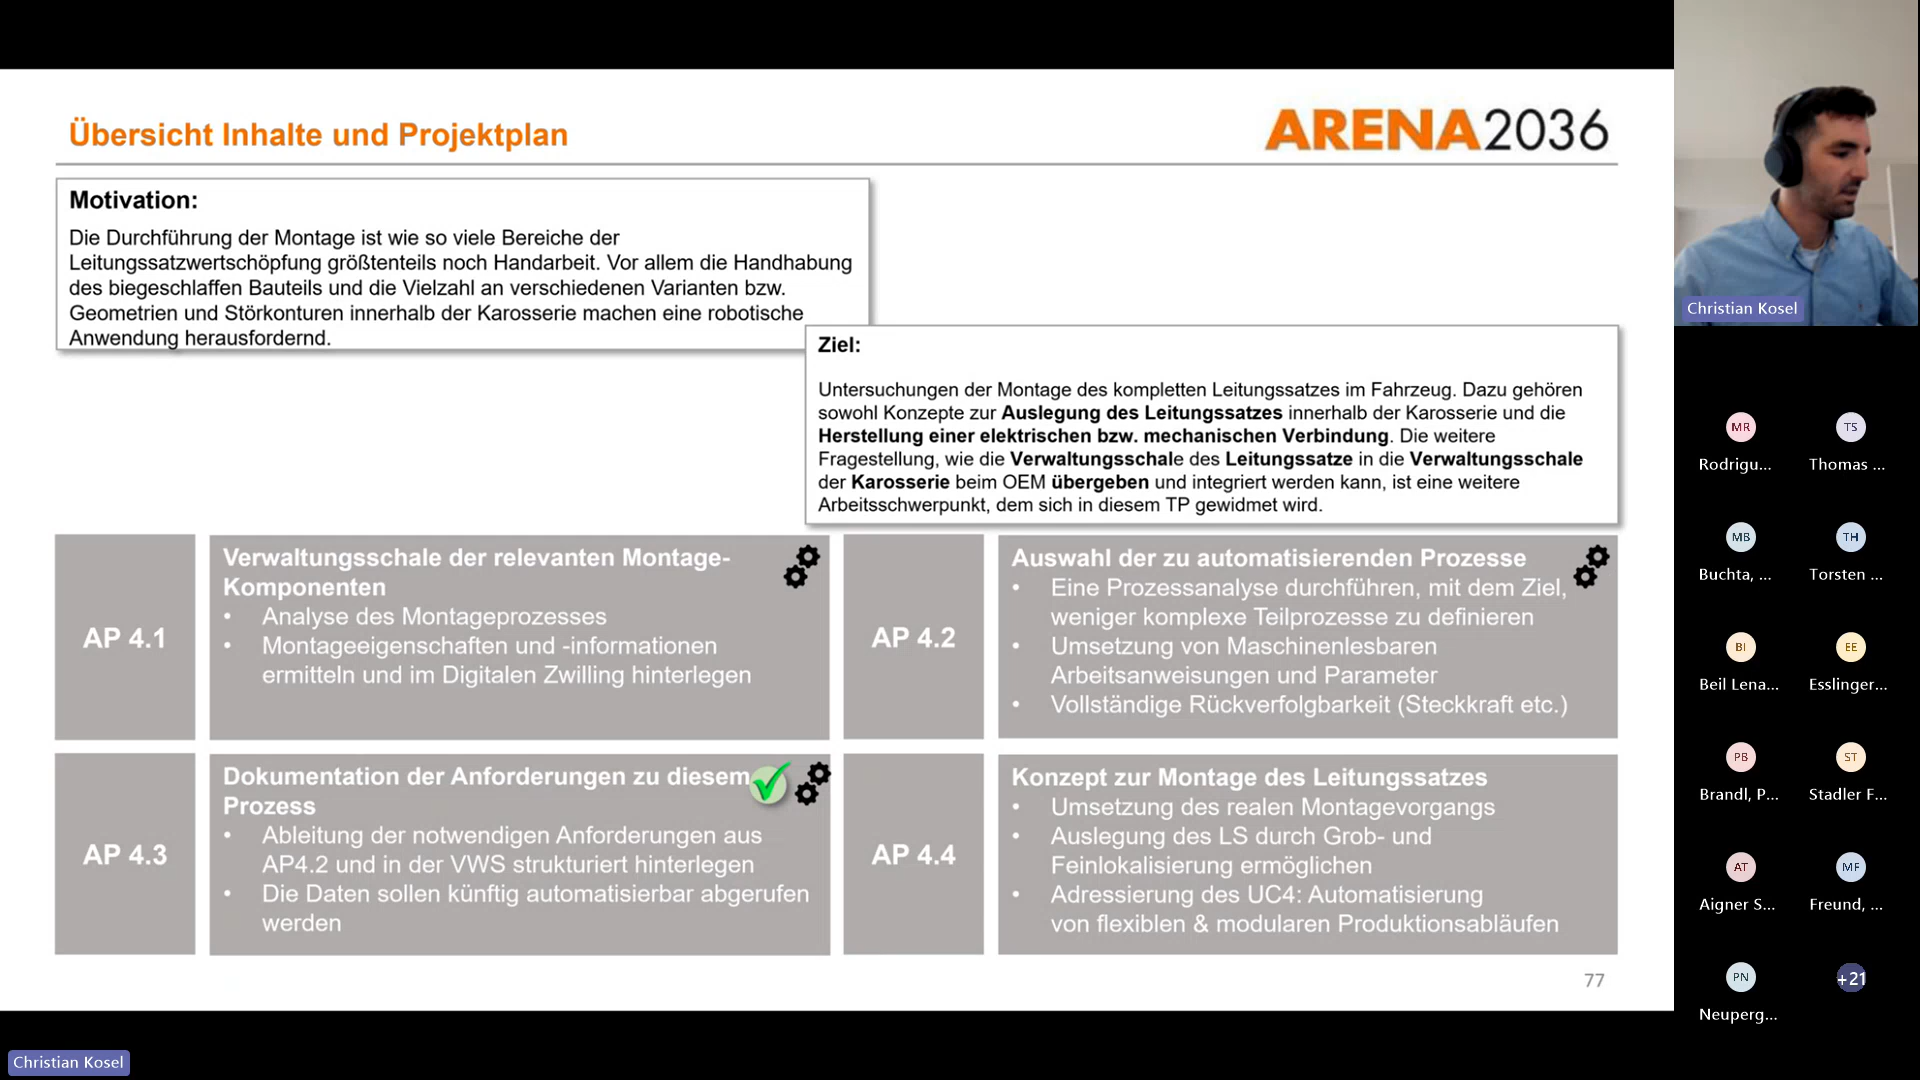 Übersicht Inhalte und Projektplan
ARENA2036
Motivation:
Die Durchführung der Montage ist wie so viele Bereiche der
Leitungssatzwertschöpfung größtenteils noch Handarbeit. Vor allem die Handhabung
des biegeschlaffen Bauteils und die Vielzahl an verschiedenen Varianten bzw.
Geometrien und Störkonturen innerhalb der Karosserie machen eine robotische
Anwendung herausfordernd.
Ziel:
Untersuchungen der Montage des kompletten Leitungssatzes im Fahrzeug. Dazu gehören
sowohl Konzepte zur Auslegung des Leitungssatzes innerhalb der Karosserie und die
Herstellung einer elektrischen bzw. mechanischen Verbindung. Die weitere
Fragestellung, wie die Verwaltungsschale des Leitungssatze in die Verwaltungsschale
der Karosserie beim OEM übergeben und integriert werden kann, ist eine weitere
Arbeitsschwerpunkt, dem sich in diesem TP gewidmet wird.
AP 4.1
Verwaltungsschale der relevanten Montage-
Komponenten
• Analyse des Montageprozesses
• Montageeigenschaften und -informationen
ermitteln und im Digitalen Zwilling hinterlegen
AP 4.2
Auswahl der zu automatisierenden Prozesse
• Eine Prozessanalyse durchführen, mit dem Ziel,
weniger komplexe Teilprozesse zu definieren
• Umsetzung von Maschinenlesbaren
Arbeitsanweisungen und Parameter
• Vollständige Rückverfolgbarkeit (Steckkraft etc.)
AP 4.3
Dokumentation der Anforderungen zu diesem
Prozess
• Ableitung der notwendigen Anforderungen aus
AP4.2 und in der VWS strukturiert hinterlegen
• Die Daten sollen künftig automatisierbar abgerufen
werden
AP 4.4
Konzept zur Montage des Leitungssatzes
• Umsetzung des realen Montagevorgangs
• Auslegung des LS durch Grob- und
Feinlokalisierung ermöglichen
• Adressierung des UC4: Automatisierung
von flexiblen & modularen Produktionsabläufen
77
Christian Kosel
Christian Kosel
MR
Rodrigu...
TS
Thomas ...
MB
Buchta, ...
TH
Torsten ...
BI
Beil Lena...
EE
Esslinger...
PB
Brandl, P...
ST
Stadler F...
AT
Aigner S...
MF
Freund, ...
PN
Neuperg...
+21